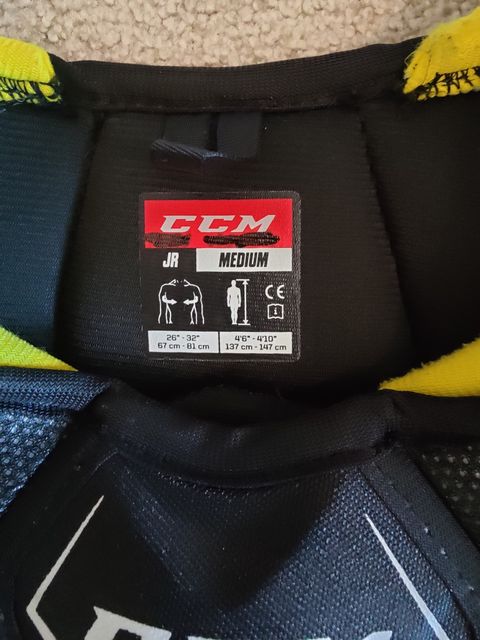 CCM
JR MEDIUM
CE
i
26" - 32" 4'6" - 4'10"
67 cm - 81 cm 137 cm - 147 cm